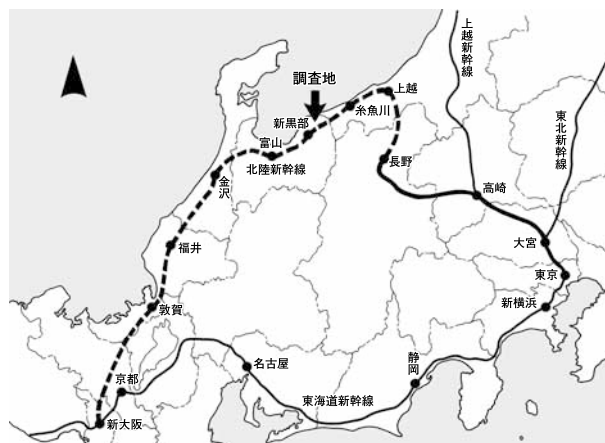 上越新幹線
東北新幹線
調査地
上越
糸魚川
新黒部
富山
北陸新幹線
長野
金沢
高崎
福井
大宮
東京
新横浜
敦賀
名古屋
静岡
京都
東海道新幹線
新大阪